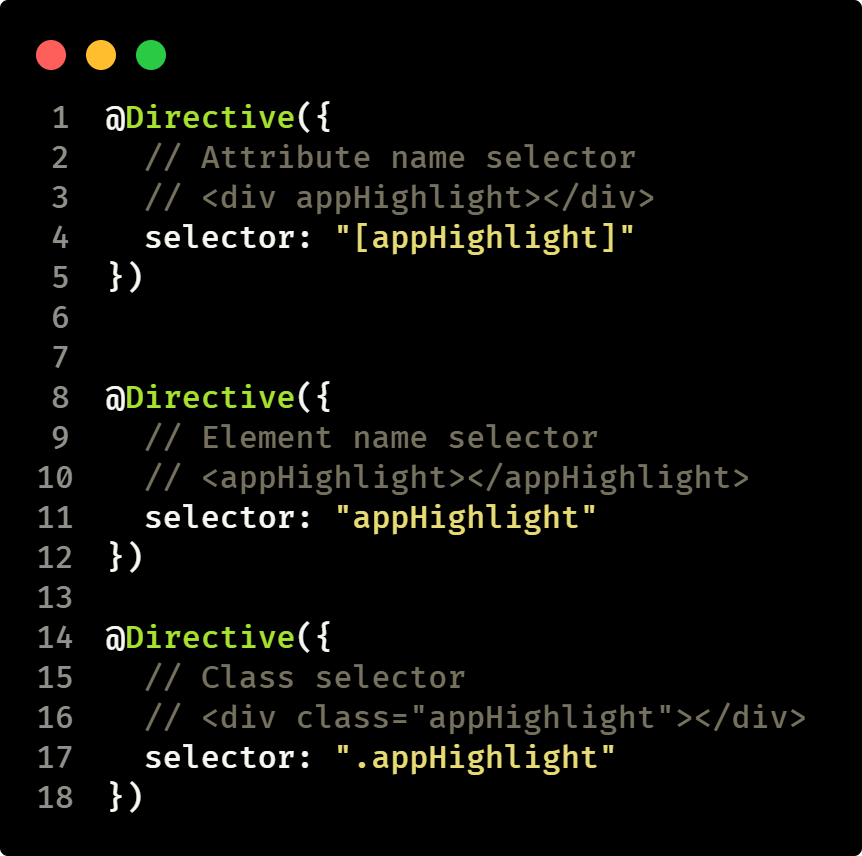 1 @Directive({
2   // Attribute name selector
3   // <div appHighlight></div>
4   selector: "[appHighlight]"
5 })
6
7
8 @Directive({
9   // Element name selector
10   // <appHighlight></appHighlight>
11   selector: "appHighlight"
12 })
13
14 @Directive({
15   // Class selector
16   // <div class="appHighlight"></div>
17   selector: ".appHighlight"
18 })